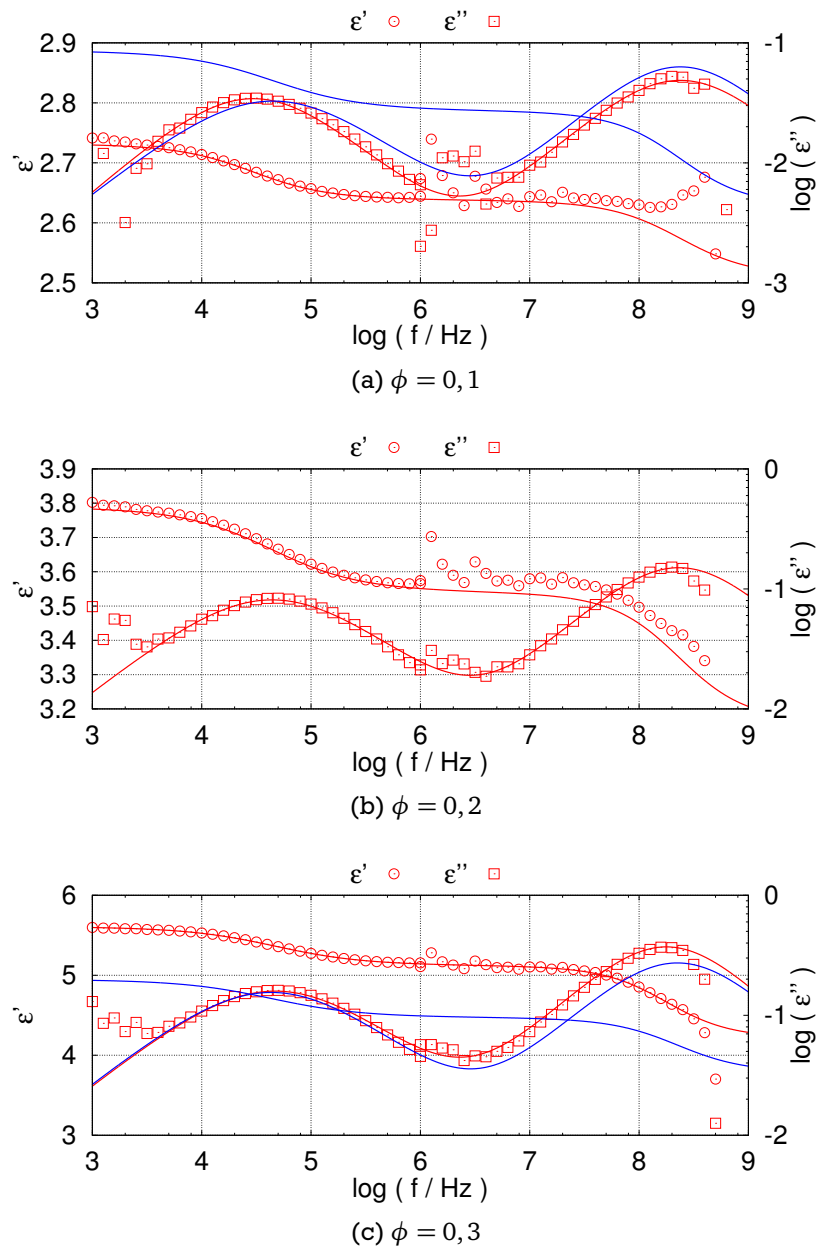 ε' ε''
2.9
2.8
2.7
2.6
2.5
ε'
-1
-2
-3
log ( ε'' )
3 4 5 6 7 8 9
log ( f / Hz )
(a) ϕ = 0, 1
ε' ε''
3.9
3.8
3.7
3.6
3.5
3.4
3.3
3.2
ε'
0
-1
-2
log ( ε'' )
3 4 5 6 7 8 9
log ( f / Hz )
(b) ϕ = 0, 2
ε' ε''
6
5
4
3
ε'
0
-1
-2
log ( ε'' )
3 4 5 6 7 8 9
log ( f / Hz )
(c) ϕ = 0, 3